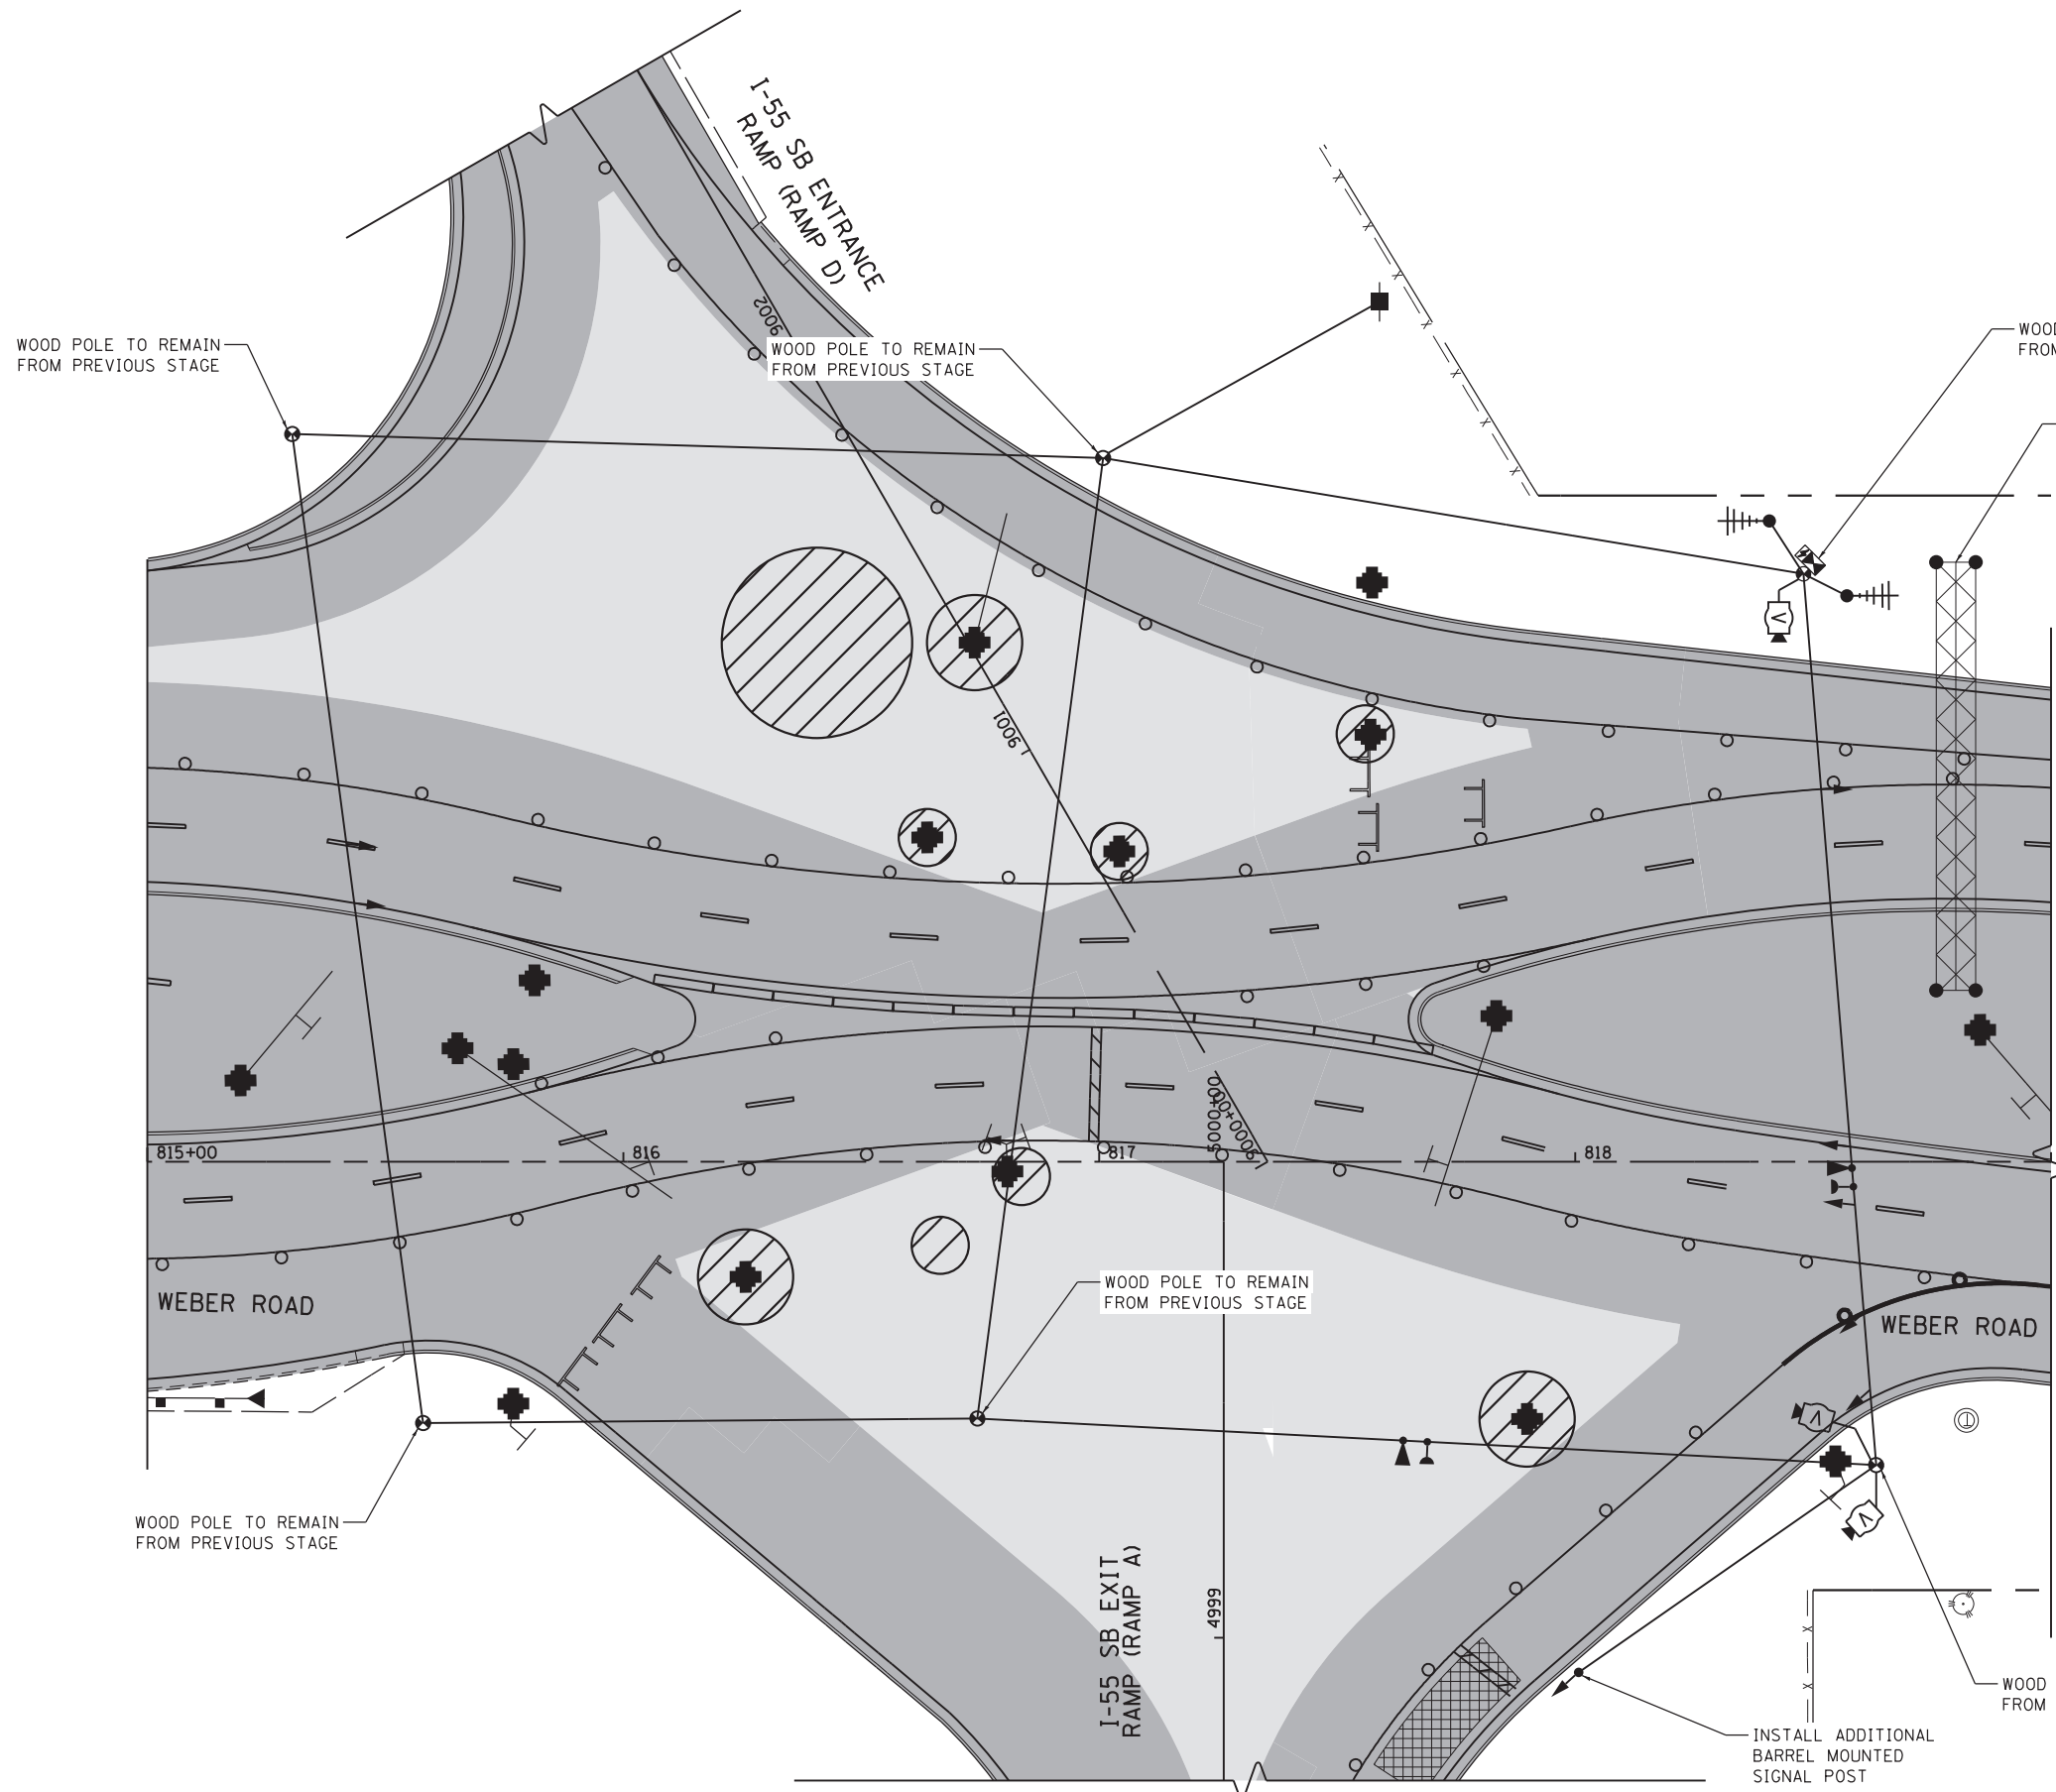 I-55 SB ENTRANCE
RAMP (RAMP D)
WOOD POLE TO REMAIN
FROM PREVIOUS STAGE
9002
WOOD POLE TO REMAIN
FROM PREVIOUS STAGE
WOOD
FROM
9001
815+00
816
817
818
5000+00
9000+00
WEBER ROAD
WOOD POLE TO REMAIN
FROM PREVIOUS STAGE
WEBER ROAD
WOOD POLE TO REMAIN
FROM PREVIOUS STAGE
I-55 SB EXIT
RAMP (RAMP A)
4999
WOOD
FROM
INSTALL ADDITIONAL
BARREL MOUNTED
SIGNAL POST